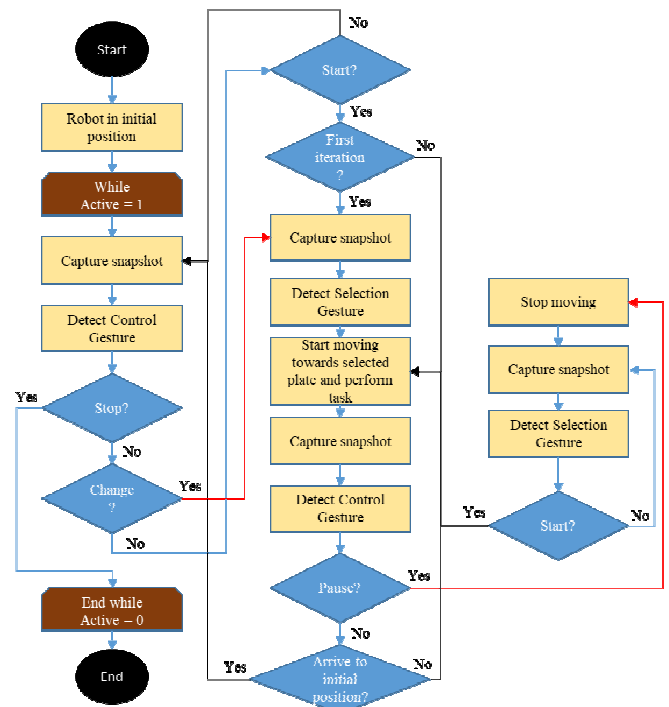 Start
Robot in initial
position
While
Active = 1
Capture snapshot
Detect Control
Gesture
Stop?
Yes
No
Change
?
Yes
No
End while
Active = 0
End
No
Start?
Yes
First
iteration
?
No
Yes
Capture snapshot
Detect Selection
Gesture
Start moving
towards selected
plate and perform
task
Capture snapshot
Detect Control
Gesture
Pause?
Yes
No
Arrive to
initial
position?
Yes
No
Stop moving
Capture snapshot
Detect Selection
Gesture
Start?
Yes
No